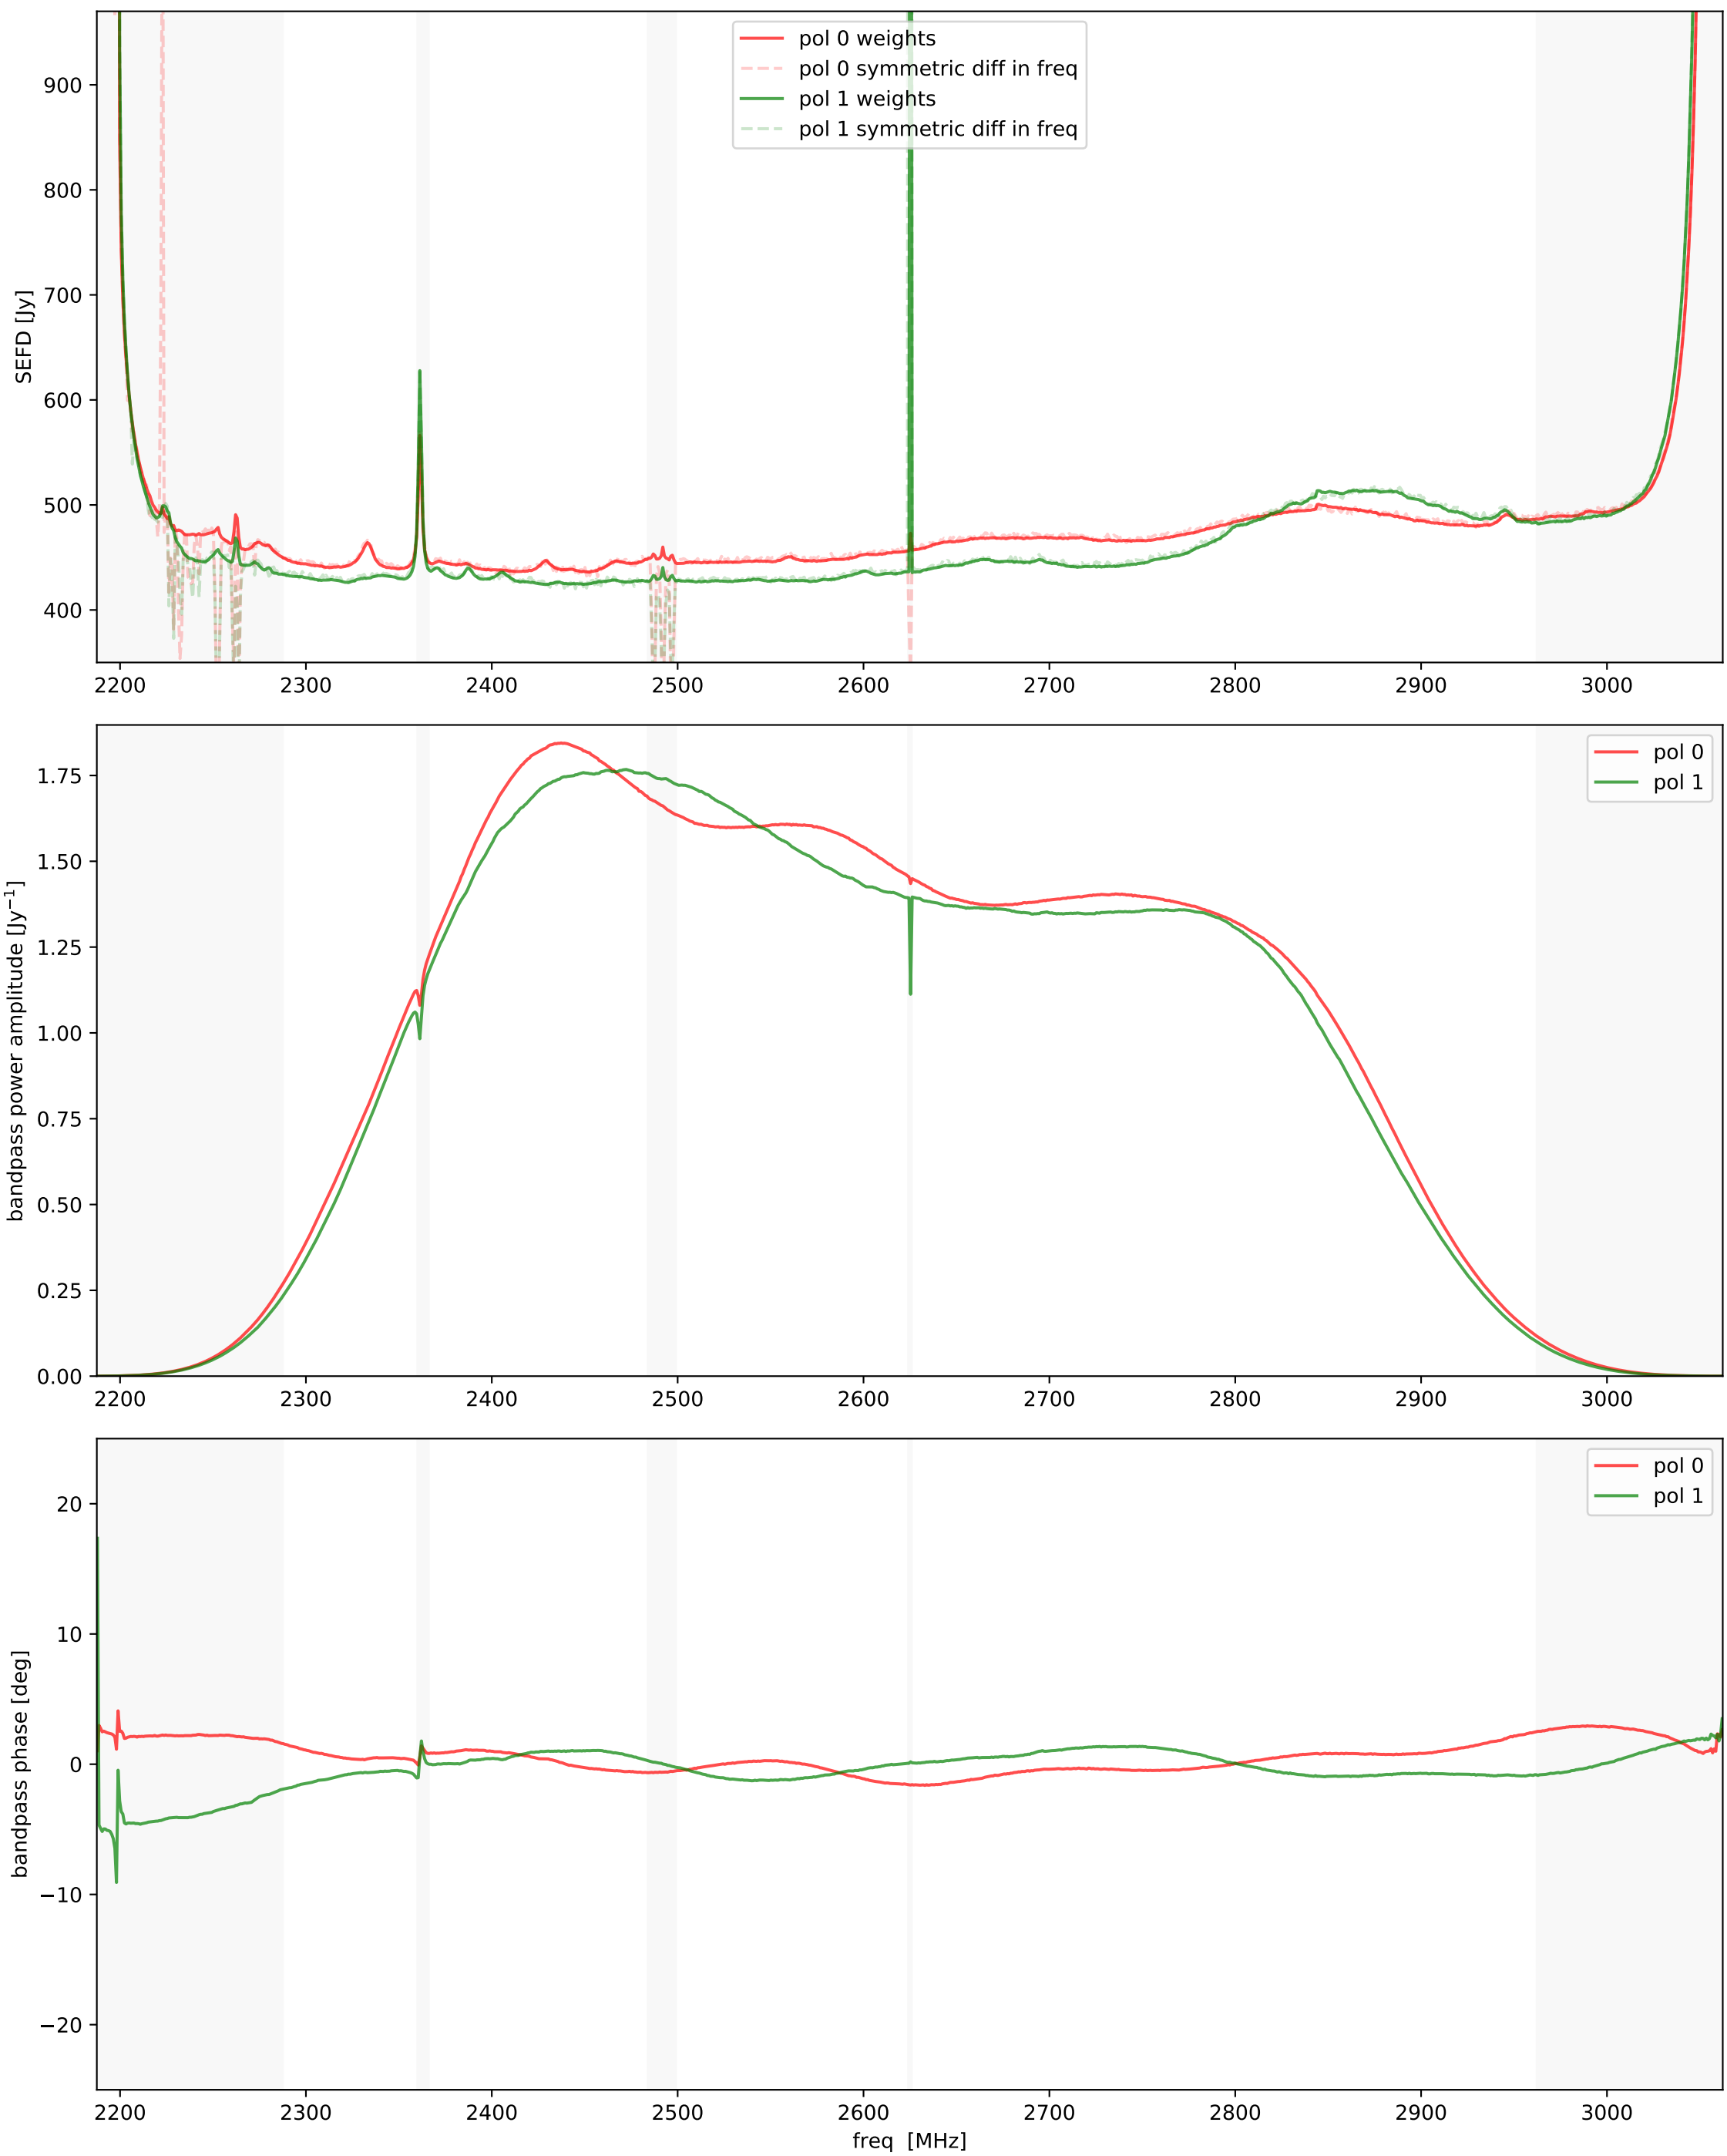 900
800
700
600
500
400
SEFD [Jy]
pol 0 weights
pol 0 symmetric diff in freq
pol 1 weights
pol 1 symmetric diff in freq
2200 2300 2400 2500 2600 2700 2800 2900 3000
1.75
1.50
1.25
1.00
0.75
0.50
0.25
0.00
bandpass power amplitude [Jy⁻¹]
pol 0
pol 1
2200 2300 2400 2500 2600 2700 2800 2900 3000
20
10
0
−10
−20
bandpass phase [deg]
pol 0
pol 1
2200 2300 2400 2500 2600 2700 2800 2900 3000
freq [MHz]